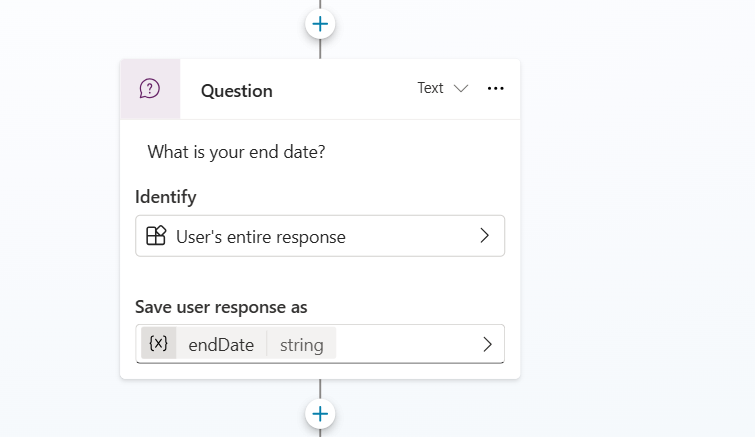 Question
Text
What is your end date?
Identify
User's entire response
Save user response as
{x} endDate string